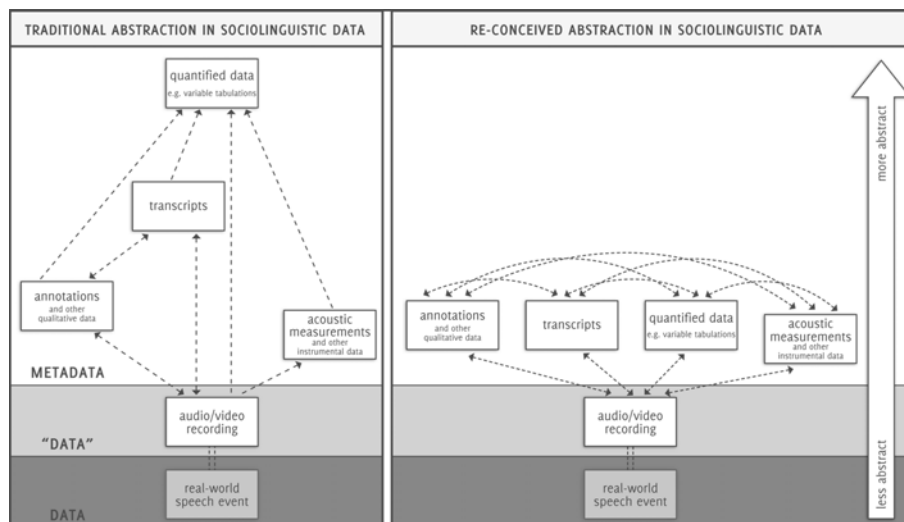 TRADITIONAL ABSTRACTION IN SOCIOLINGUISTIC DATA
quantified data
e.g. variable tabulations
transcripts
annotations
and other
qualitative data
acoustic
measurements
and other
instrumental data
METADATA
audio/video
recording
“DATA”
real-world
speech event
DATA
RE-CONCEIVED ABSTRACTION IN SOCIOLINGUISTIC DATA
more abstract
annotations
and other
qualitative data
transcripts
quantified data
e.g. variable tabulations
acoustic
measurements
and other
instrumental data
audio/video
recording
real-world
speech event
less abstract